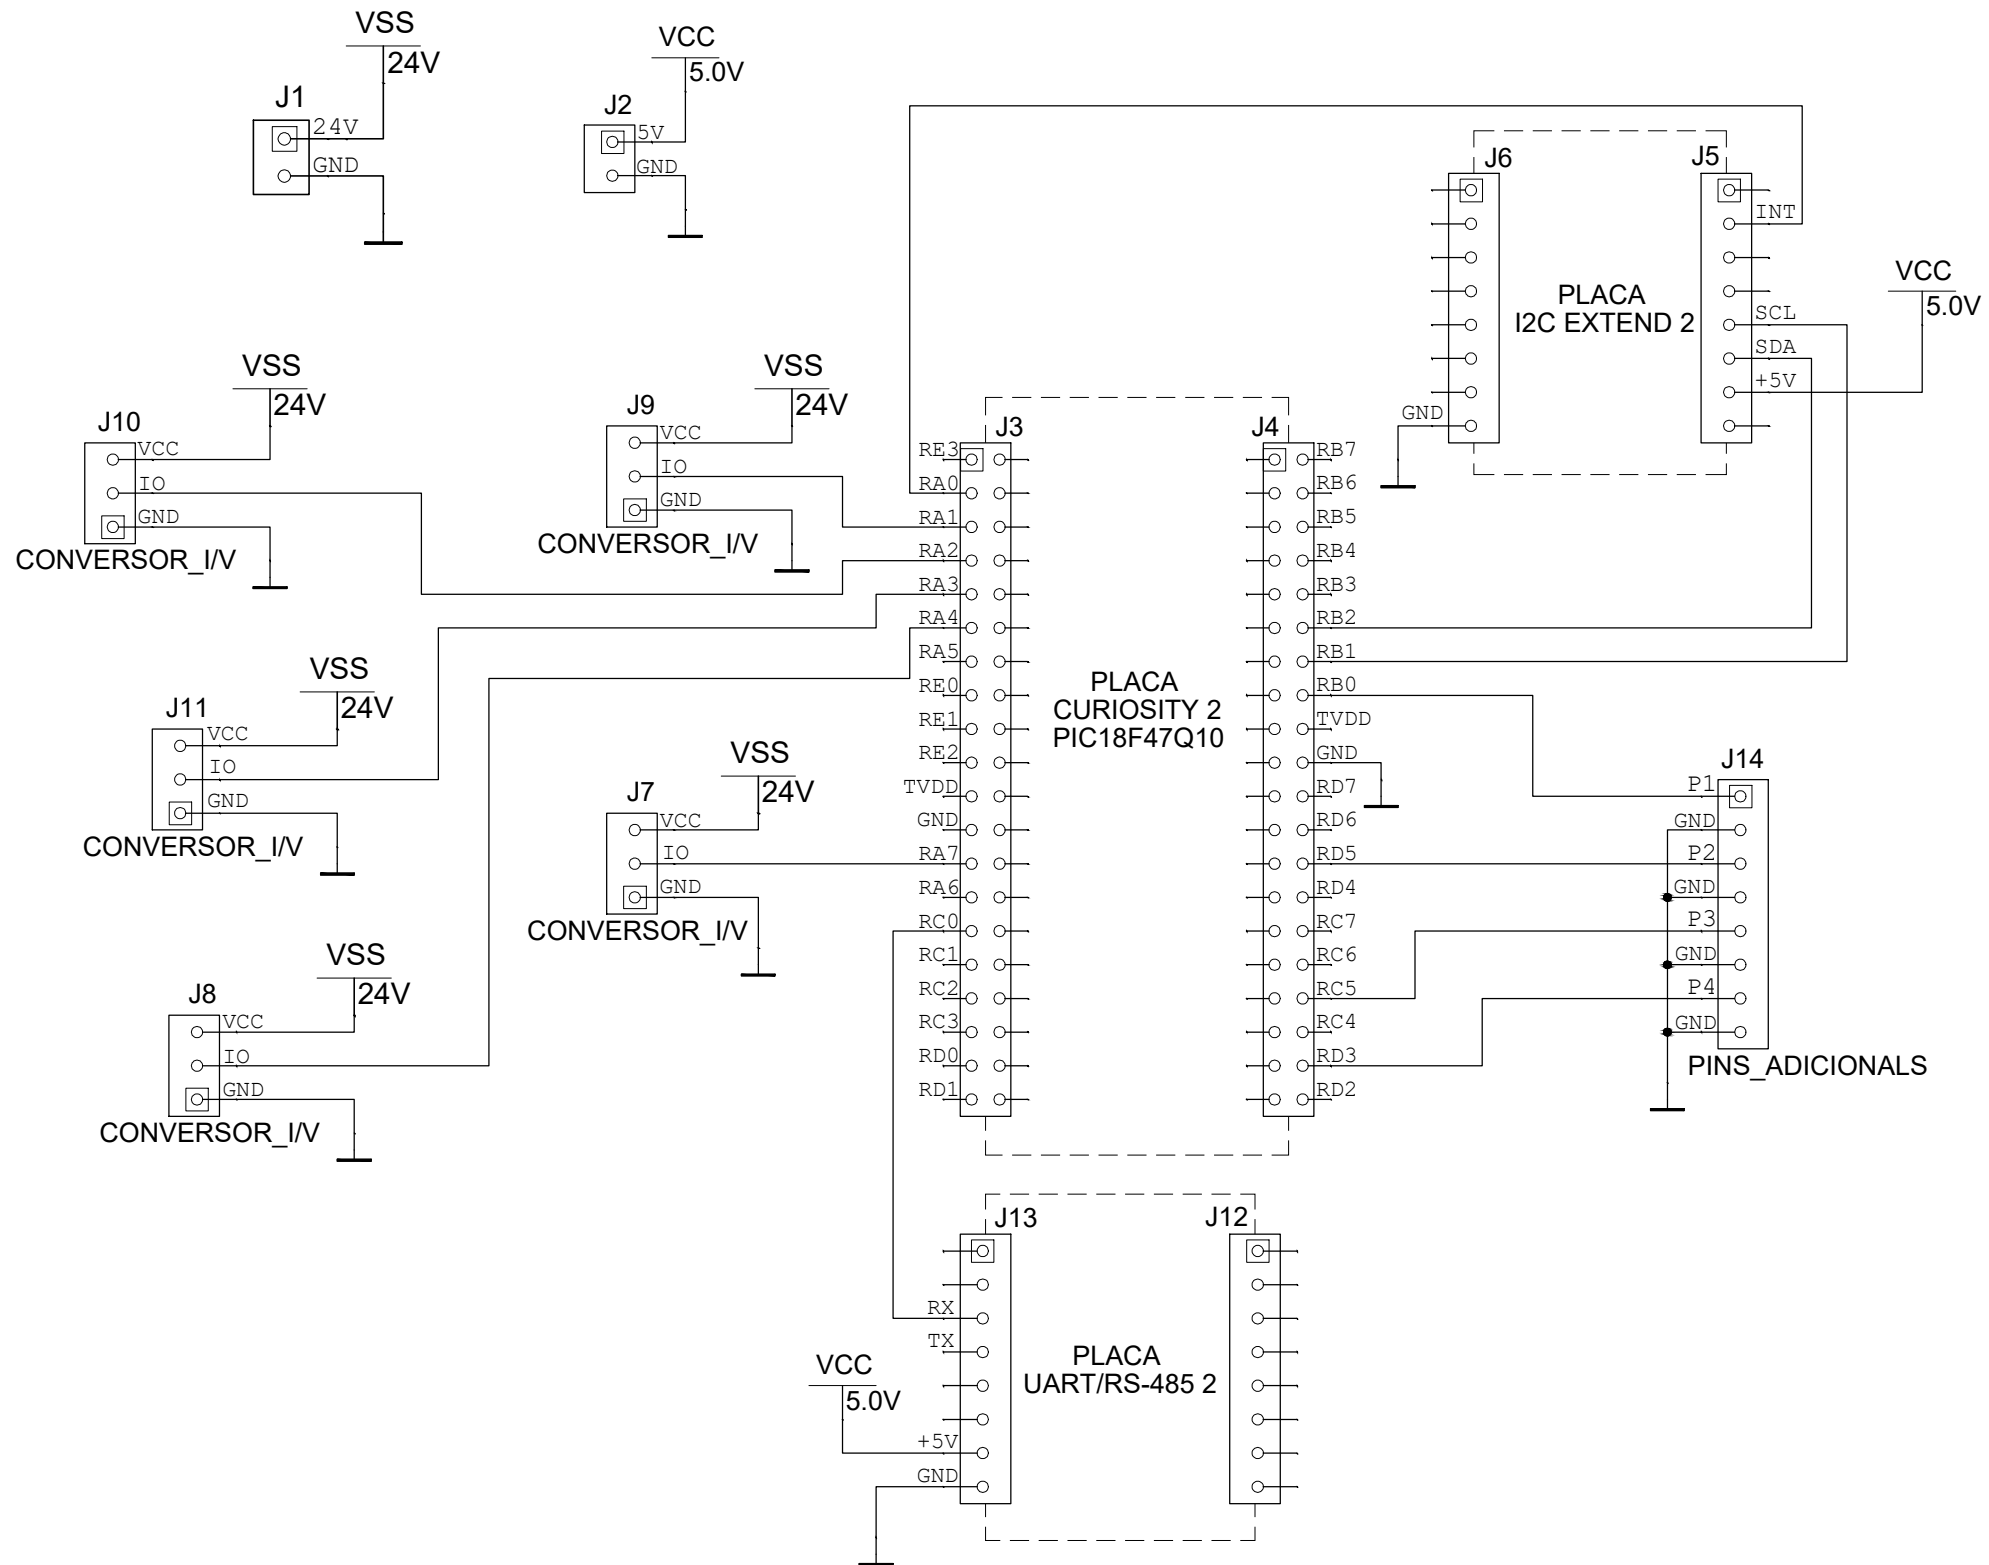 VSS
24V
J1
24V
GND
VCC
5.0V
J2
5V
GND
J6
J5
INT
SCL
SDA
+5V
GND
PLACA
I2C EXTEND 2
VCC
5.0V
VSS
24V
J10
VCC
IO
GND
CONVERSOR_I/V
VSS
24V
J9
VCC
IO
GND
CONVERSOR_I/V
VSS
24V
J11
VCC
IO
GND
CONVERSOR_I/V
VSS
24V
J7
VCC
IO
GND
CONVERSOR_I/V
VSS
24V
J8
VCC
IO
GND
CONVERSOR_I/V
J3
RE3
RA0
RA1
RA2
RA3
RA4
RA5
RE0
RE1
RE2
TVDD
GND
RA7
RA6
RC0
RC1
RC2
RC3
RD0
RD1
PLACA
CURIOSITY 2
PIC18F47Q10
J4
RB7
RB6
RB5
RB4
RB3
RB2
RB1
RB0
TVDD
GND
RD7
RD6
RD5
RD4
RC7
RC6
RC5
RC4
RD3
RD2
J14
P1
GND
P2
GND
P3
GND
P4
GND
PINS_ADICIONALS
J13
J12
RX
TX
+5V
GND
VCC
5.0V
PLACA
UART/RS-485 2